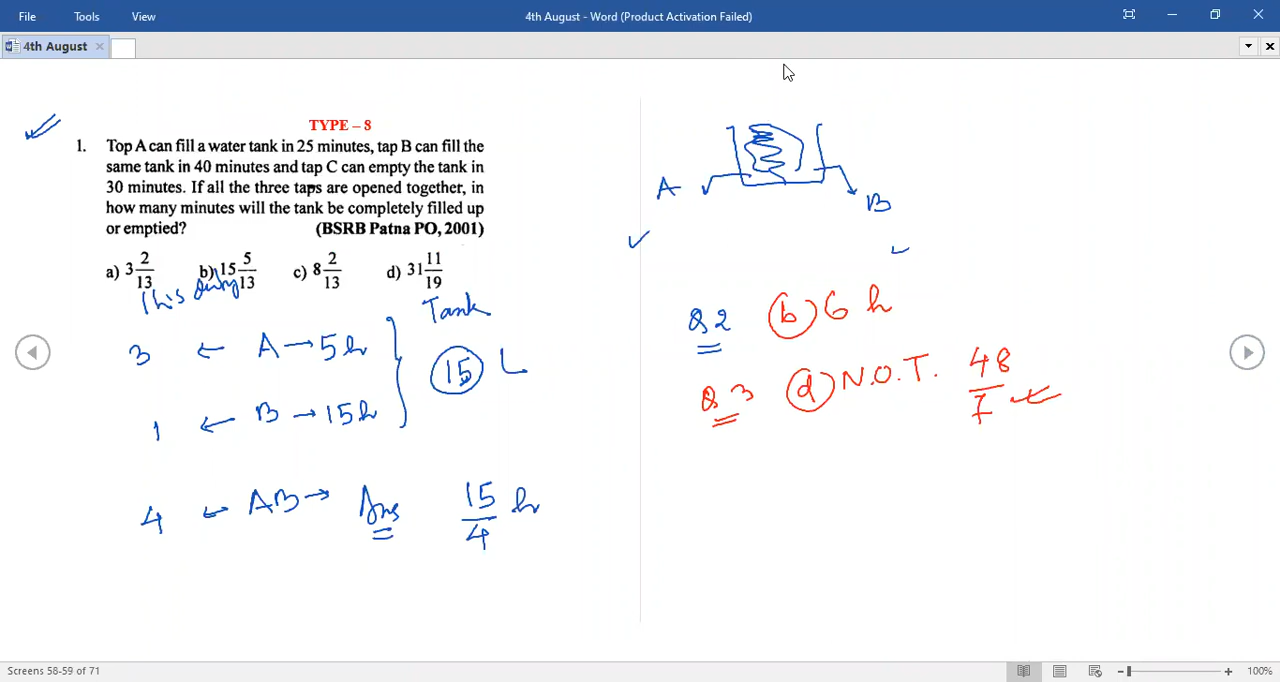 File Tools View
4th August - Word (Product Activation Failed)
4th August
TYPE – 8
1. Top A can fill a water tank in 25 minutes, tap B can fill the
same tank in 40 minutes and tap C can empty the tank in
30 minutes. If all the three taps are opened together, in
how many minutes will the tank be completely filled up
or emptied? (BSRB Patna PO, 2001)
a) 3 2/13 b) 15 5/13 c) 8 2/13 d) 31 11/19
Tank
3 ← A → 5 hr
15 L
1 ← B → 15 hr
4 ← AB → Ans 15/4 hr
A
B
Q2 (b) 6 h
Q3 (d) N.O.T. 48/7
Screens 58-59 of 71
100%